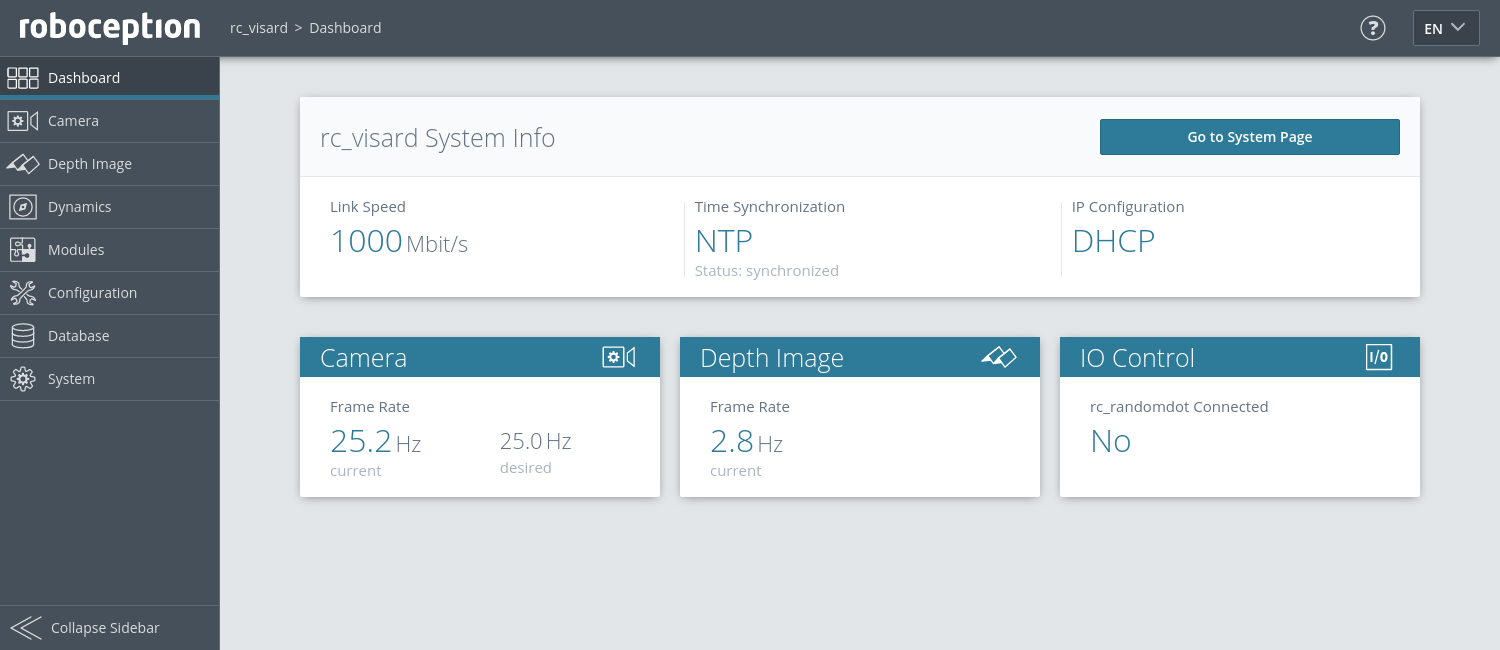 roboception
rc_visard > Dashboard
?
EN
Dashboard
Camera
Depth Image
Dynamics
Modules
Configuration
Database
System
Collapse Sidebar
rc_visard System Info
Go to System Page
Link Speed
1000 Mbit/s
Time Synchronization
NTP
Status: synchronized
IP Configuration
DHCP
Camera
Frame Rate
25.2 Hz
current
25.0 Hz
desired
Depth Image
Frame Rate
2.8 Hz
current
IO Control
I/O
rc_randomdot Connected
No